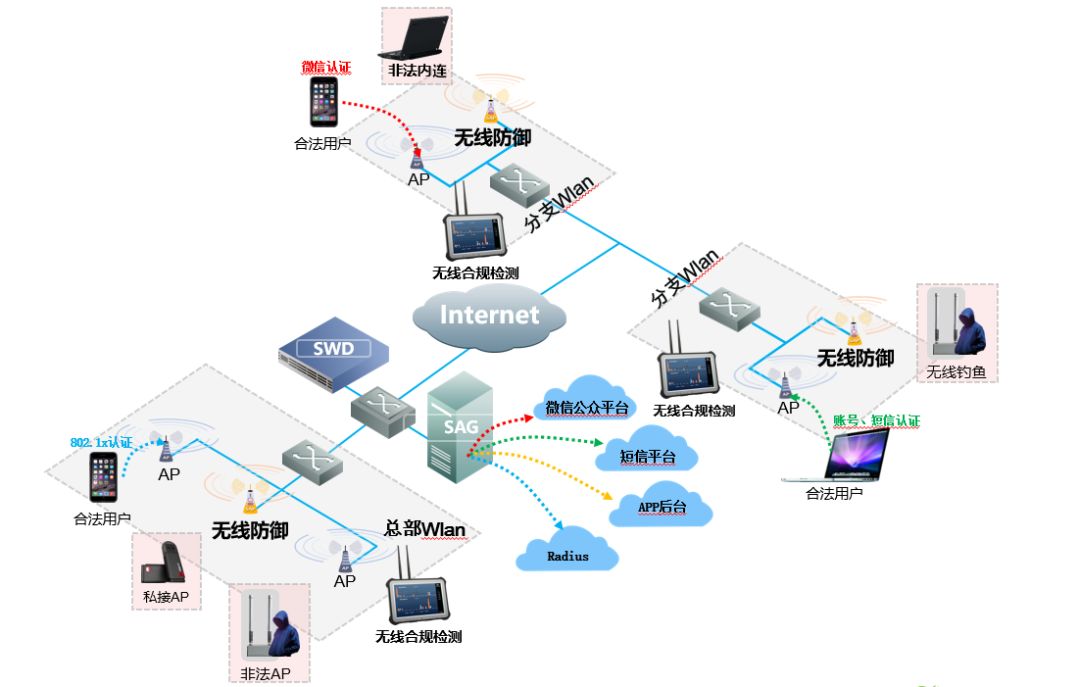 非法内连
微信认证
合法用户
无线防御
AP
分支Wlan
无线合规检测
Internet
分支Wlan
无线防御
无线钓鱼
AP
无线合规检测
账号、短信认证
合法用户
SWD
SAG
微信公众平台
短信平台
APP后台
Radius
802.1x认证
AP
合法用户
无线防御
总部Wlan
AP
私接AP
无线合规检测
非法AP